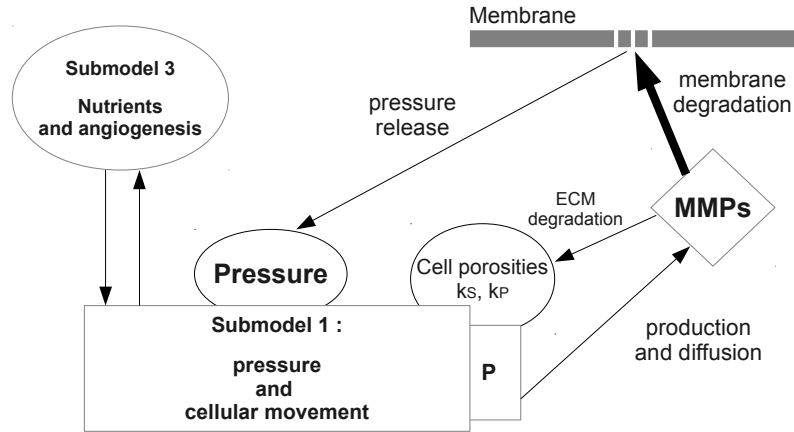 Membrane
Submodel 3
Nutrients
and angiogenesis
pressure
release
membrane
degradation
ECM
degradation
MMPs
Pressure
Cell porosities
kS, kP
Submodel 1 :
pressure
and
cellular movement
P
production
and diffusion